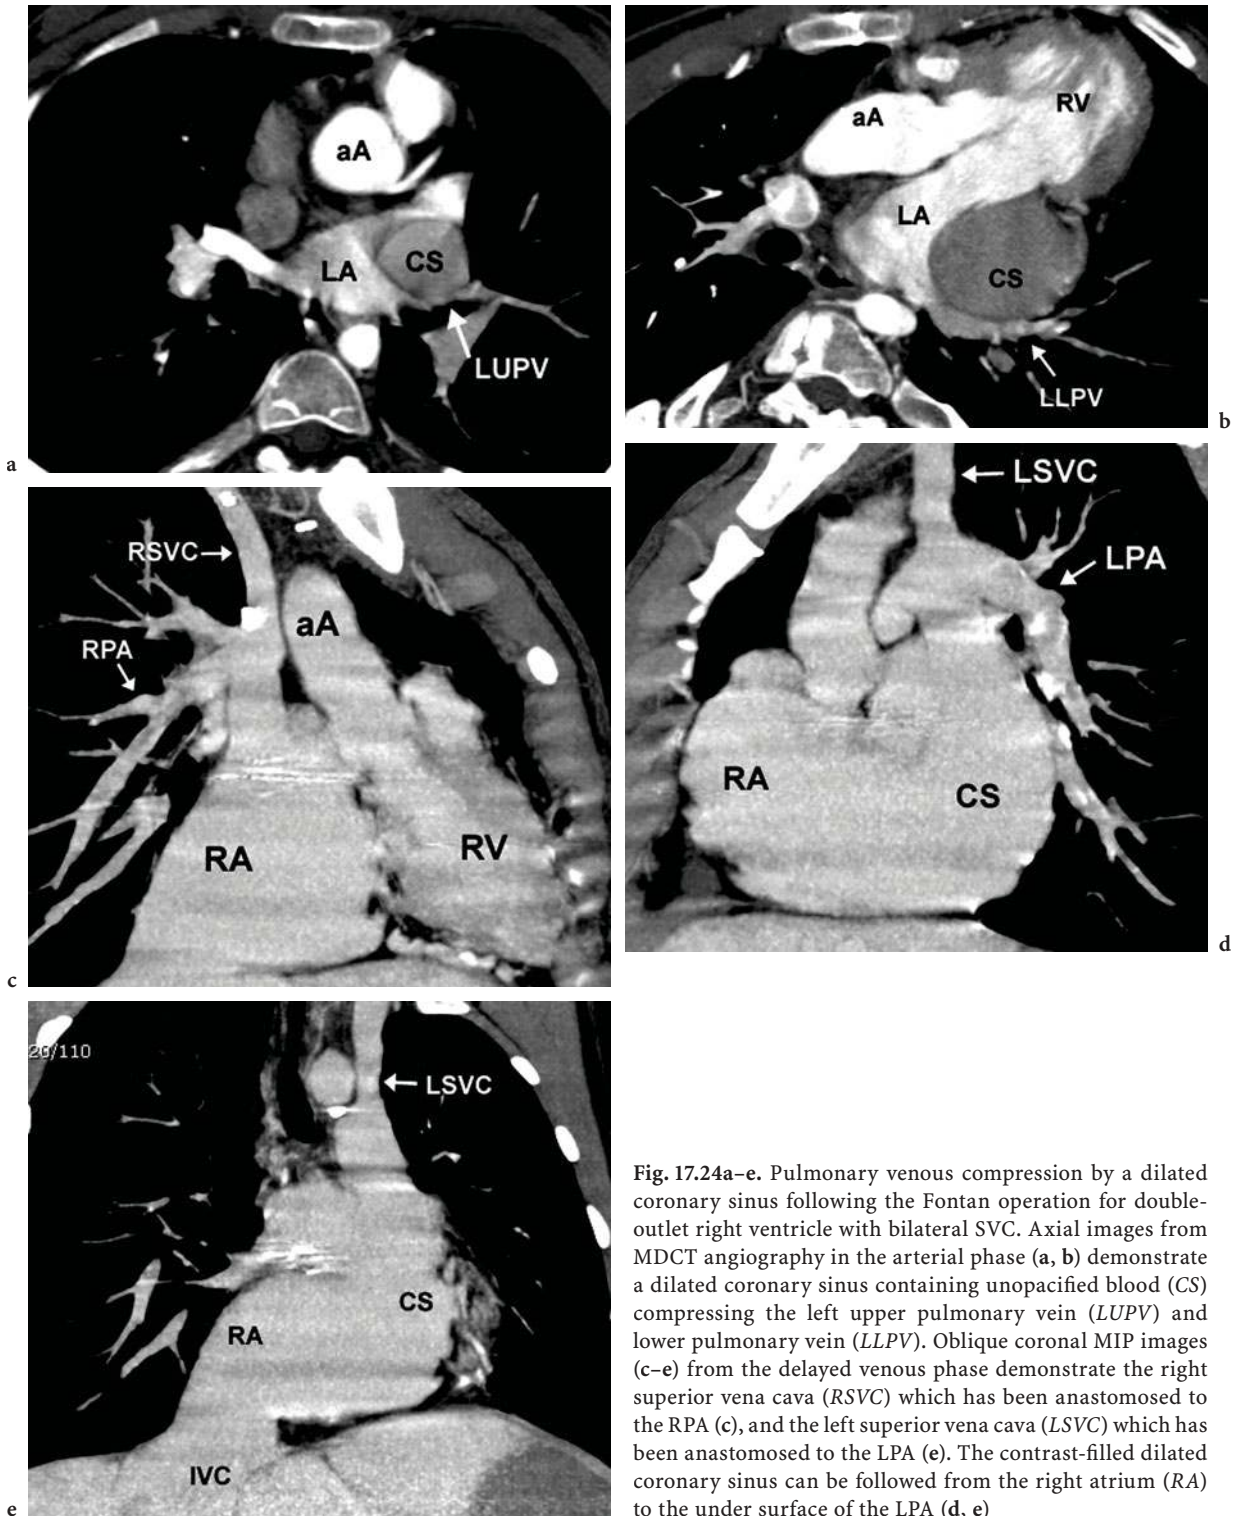 aA
LA
CS
LUPV
a
aA
RV
LA
CS
LLPV
b
RSVC
aA
RPA
RA
RV
c
LSVC
LPA
RA
CS
d
20/110
LSVC
CS
RA
IVC
e
Fig. 17.24a–e. Pulmonary venous compression by a dilated
coronary sinus following the Fontan operation for double-
outlet right ventricle with bilateral SVC. Axial images from
MDCT angiography in the arterial phase (a, b) demonstrate
a dilated coronary sinus containing unopacified blood (CS)
compressing the left upper pulmonary vein (LUPV) and
lower pulmonary vein (LLPV). Oblique coronal MIP images
(c–e) from the delayed venous phase demonstrate the right
superior vena cava (RSVC) which has been anastomosed to
the RPA (c), and the left superior vena cava (LSVC) which has
been anastomosed to the LPA (e). The contrast-filled dilated
coronary sinus can be followed from the right atrium (RA)
to the under surface of the LPA (d, e)